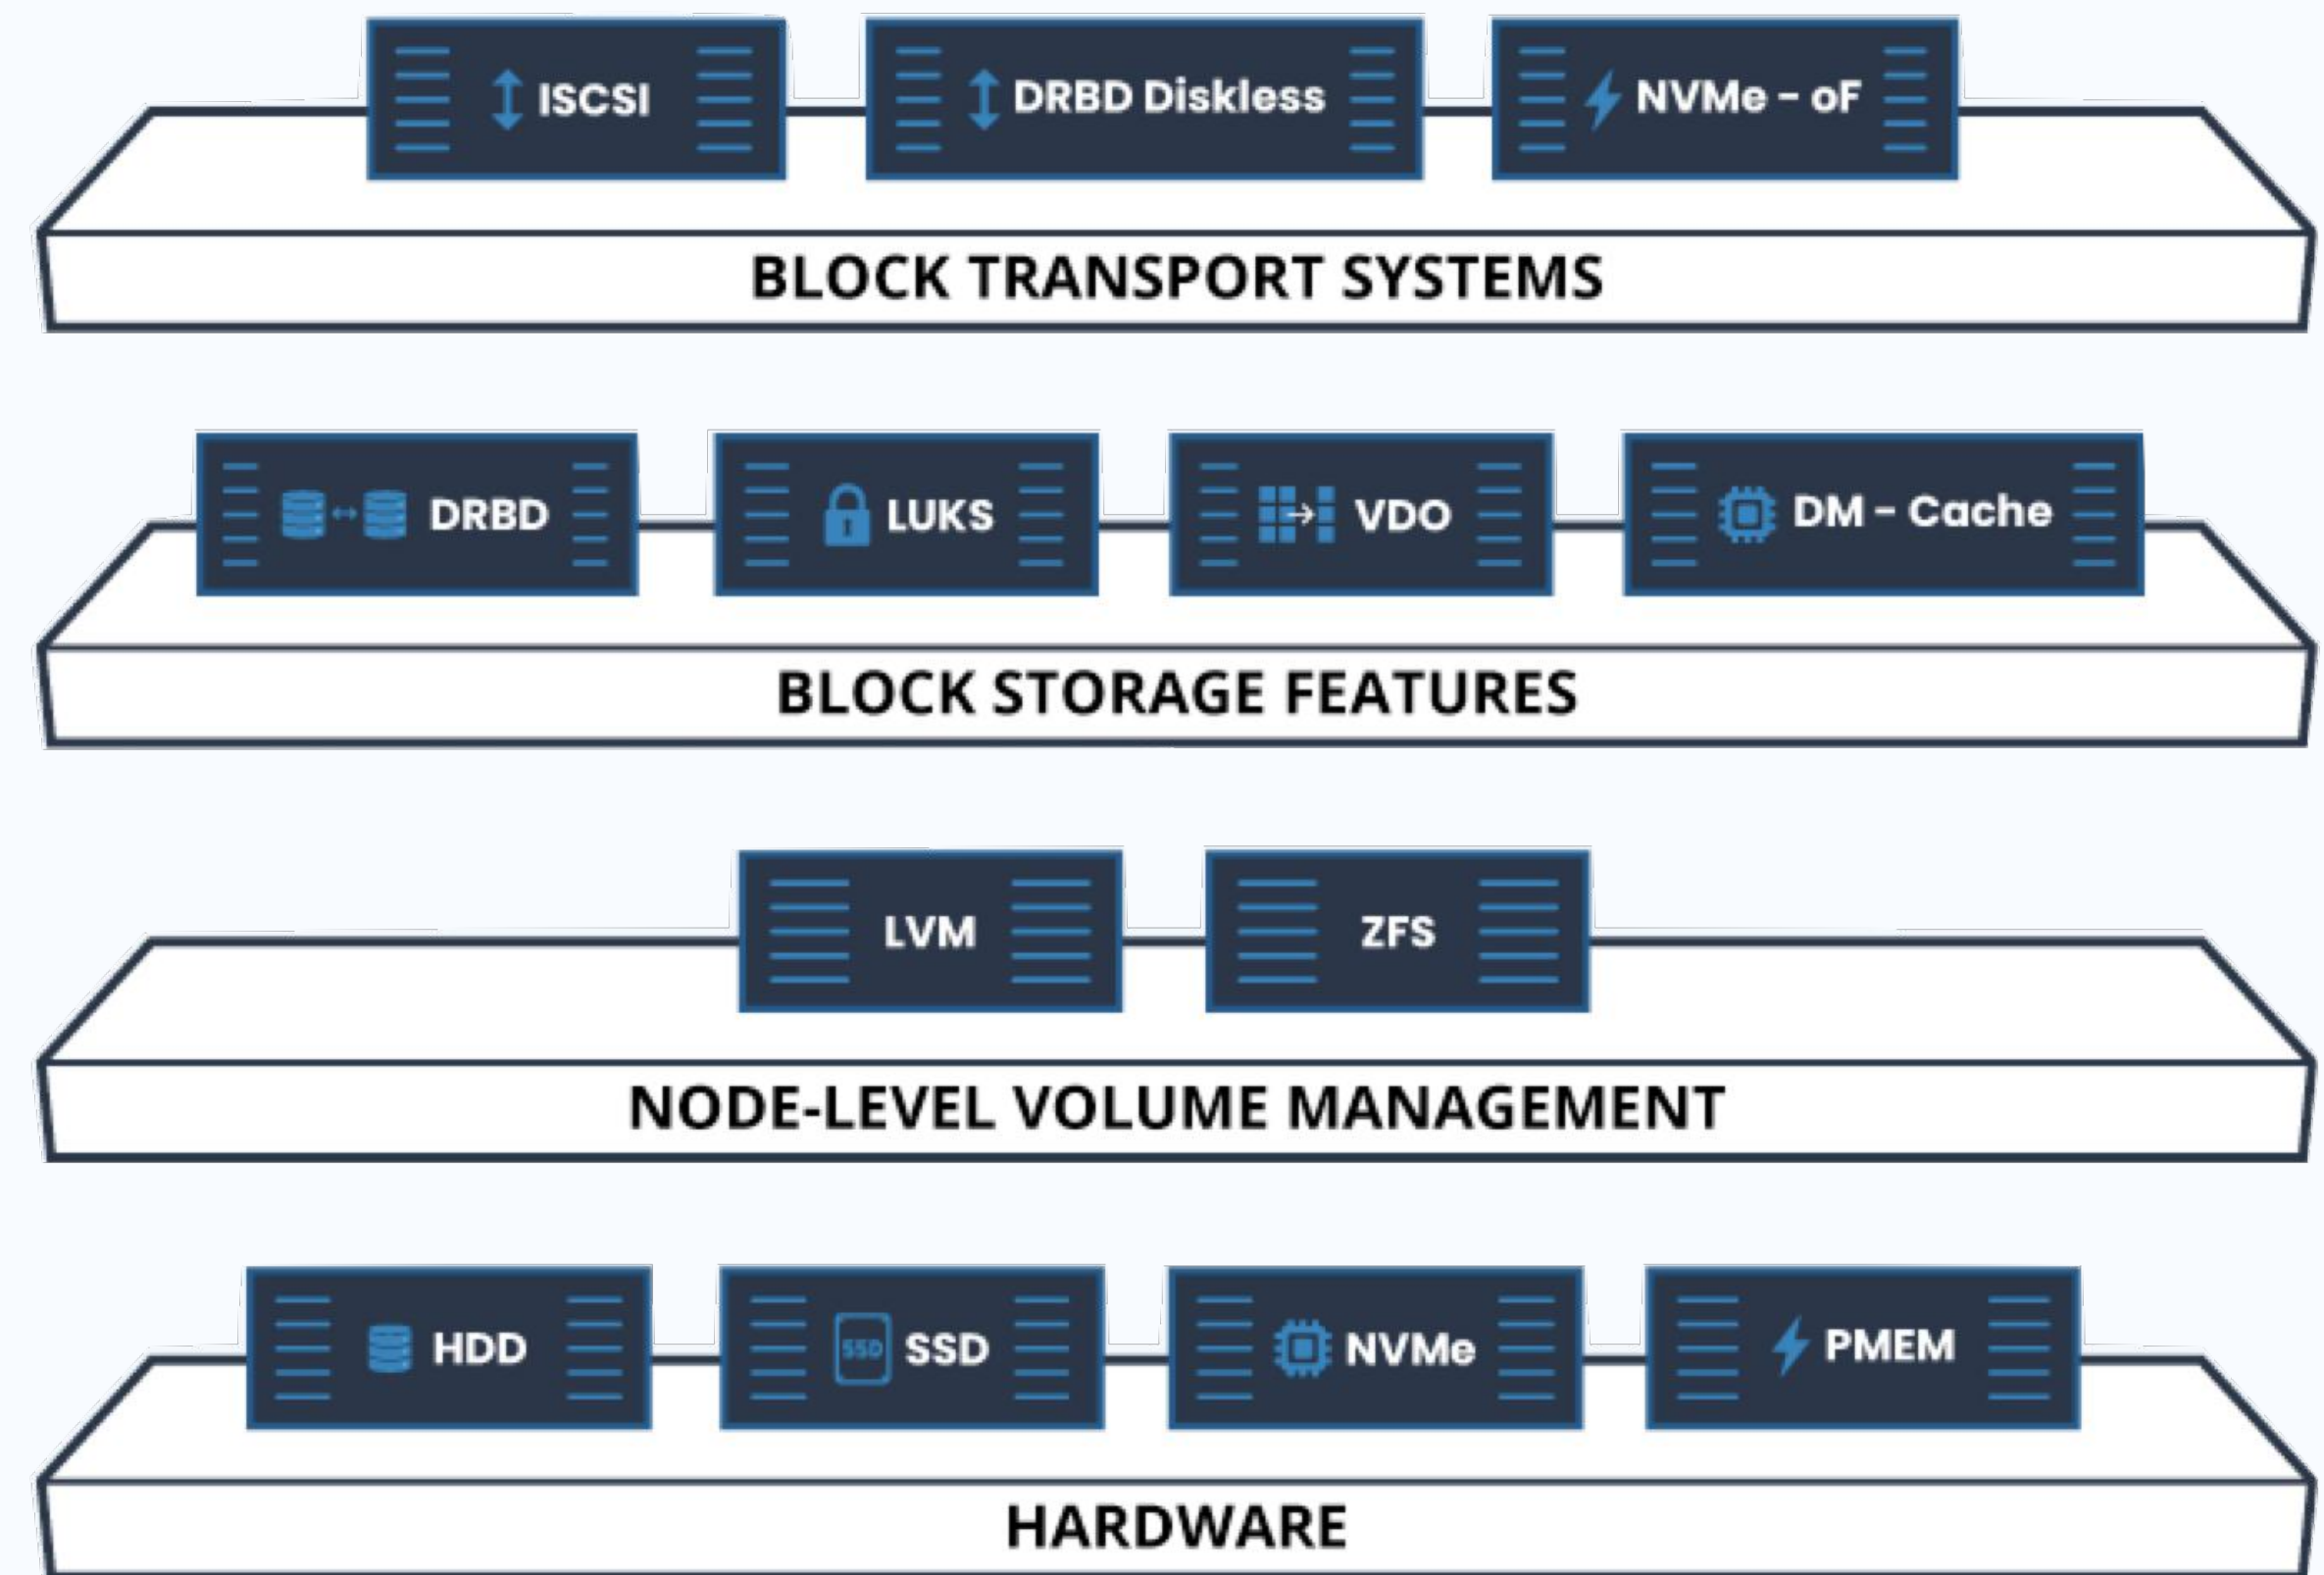 ISCSI
DRBD Diskless
NVMe - oF
BLOCK TRANSPORT SYSTEMS
DRBD
LUKS
VDO
DM - Cache
BLOCK STORAGE FEATURES
LVM
ZFS
NODE-LEVEL VOLUME MANAGEMENT
HDD
SSD
SSD
NVMe
PMEM
HARDWARE